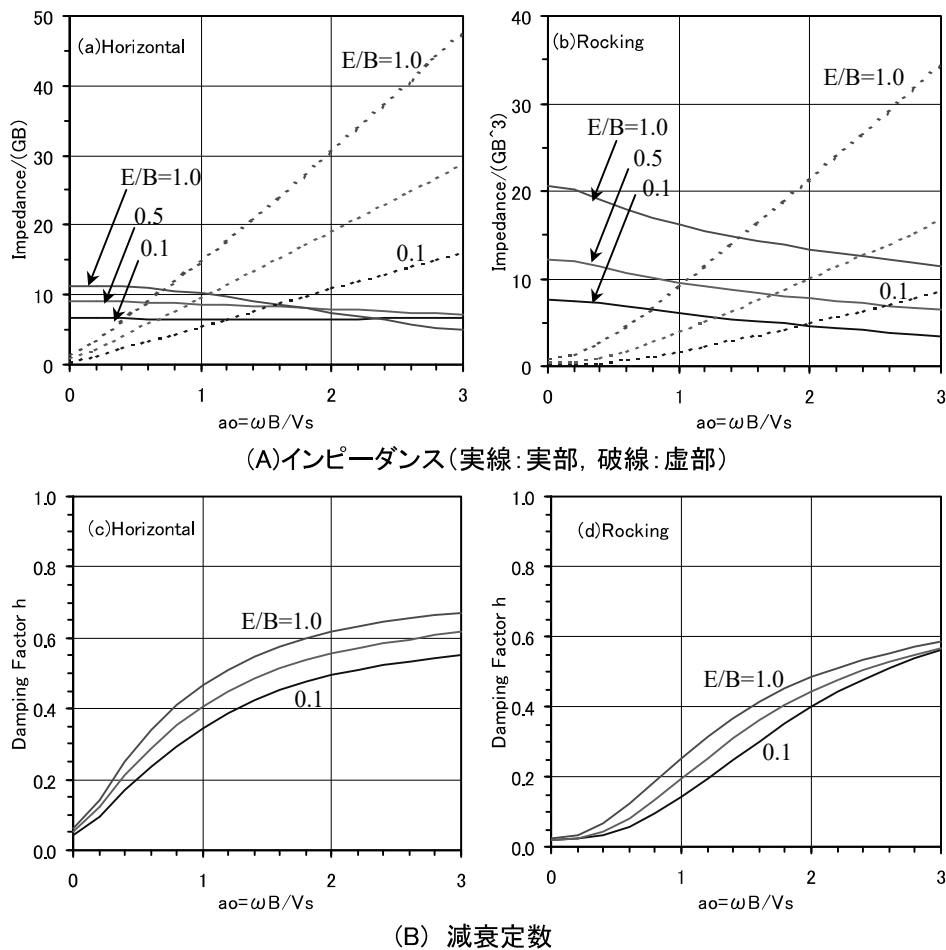 (a)Horizontal
E/B=1.0
E/B=1.0
0.5
0.1
0.1
Impedance/(GB)
50
40
30
20
10
0
0 1 2 3
ao=ωB/Vs
(b)Rocking
E/B=1.0
E/B=1.0
0.5
0.1
0.1
Impedance/(GB^3)
40
30
20
10
0
0 1 2 3
ao=ωB/Vs
(A)インピーダンス(実線:実部, 破線:虚部)
(c)Horizontal
E/B=1.0
0.1
Damping Factor h
1.0
0.8
0.6
0.4
0.2
0.0
0 1 2 3
ao=ωB/Vs
(d)Rocking
E/B=1.0
0.1
Damping Factor h
1.0
0.8
0.6
0.4
0.2
0.0
0 1 2 3
ao=ωB/Vs
(B) 減衰定数